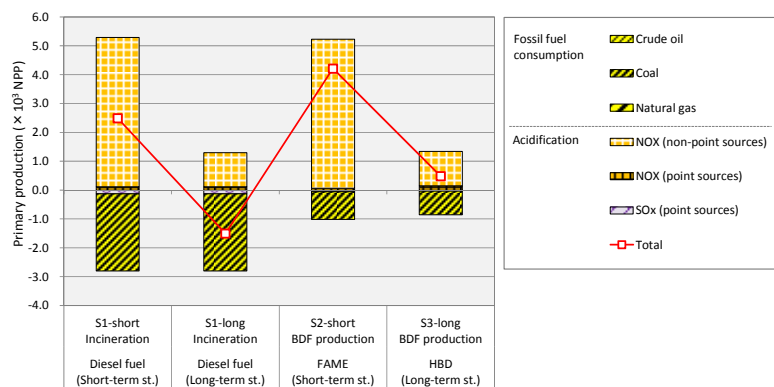 Primary production (×10³ NPP)
6.0
5.0
4.0
3.0
2.0
1.0
0.0
-1.0
-2.0
-3.0
-4.0
S1-short
Incineration
S1-long
Incineration
S2-short
BDF production
S3-long
BDF production
Diesel fuel
(Short-term st.)
Diesel fuel
(Long-term st.)
FAME
(Short-term st.)
HBD
(Long-term st.)
Fossil fuel
consumption
Crude oil
Coal
Natural gas
Acidification
NOX (non-point sources)
NOX (point sources)
SOx (point sources)
Total